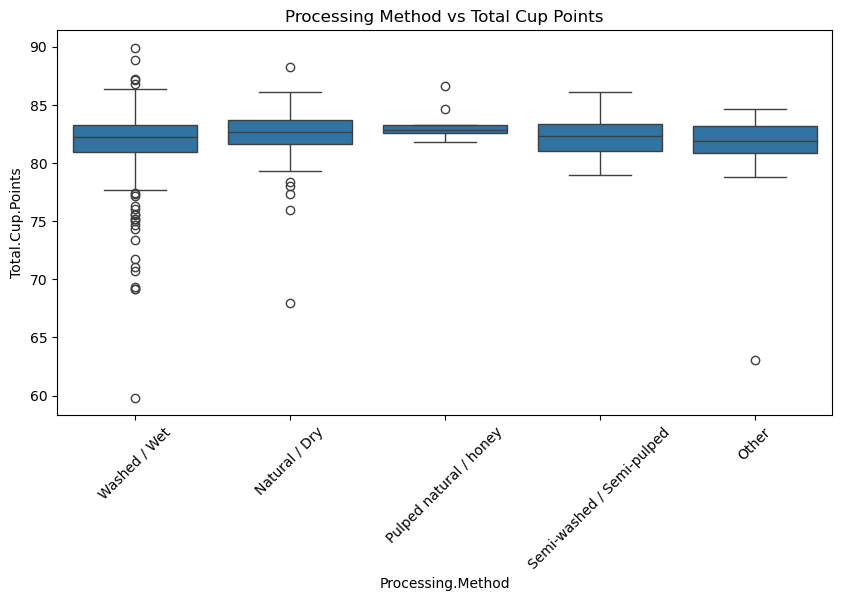 Processing Method vs Total Cup Points
Total.Cup.Points
90
85
80
75
70
65
60
Washed / Wet
Natural / Dry
Pulped natural / honey
Semi-washed / Semi-pulped
Other
Processing.Method